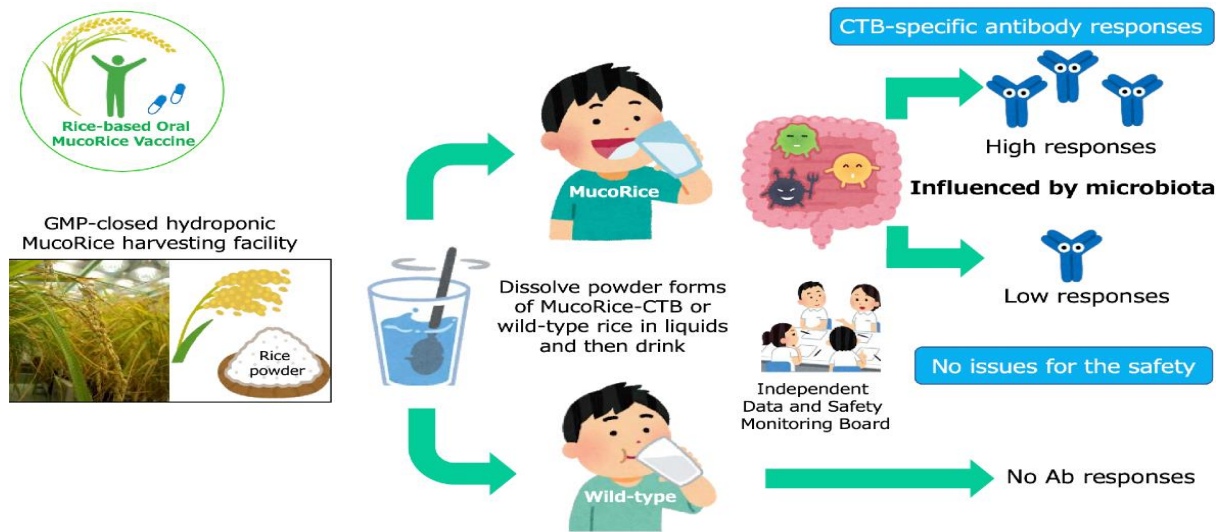 Rice-based Oral
MucoRice Vaccine
GMP-closed hydroponic
MucoRice harvesting facility
Rice
powder
MucoRice
Dissolve powder forms
of MucoRice-CTB or
wild-type rice in liquids
and then drink
Wild-type
Independent
Data and Safety
Monitoring Board
CTB-specific antibody responses
High responses
Influenced by microbiota
Low responses
No issues for the safety
No Ab responses